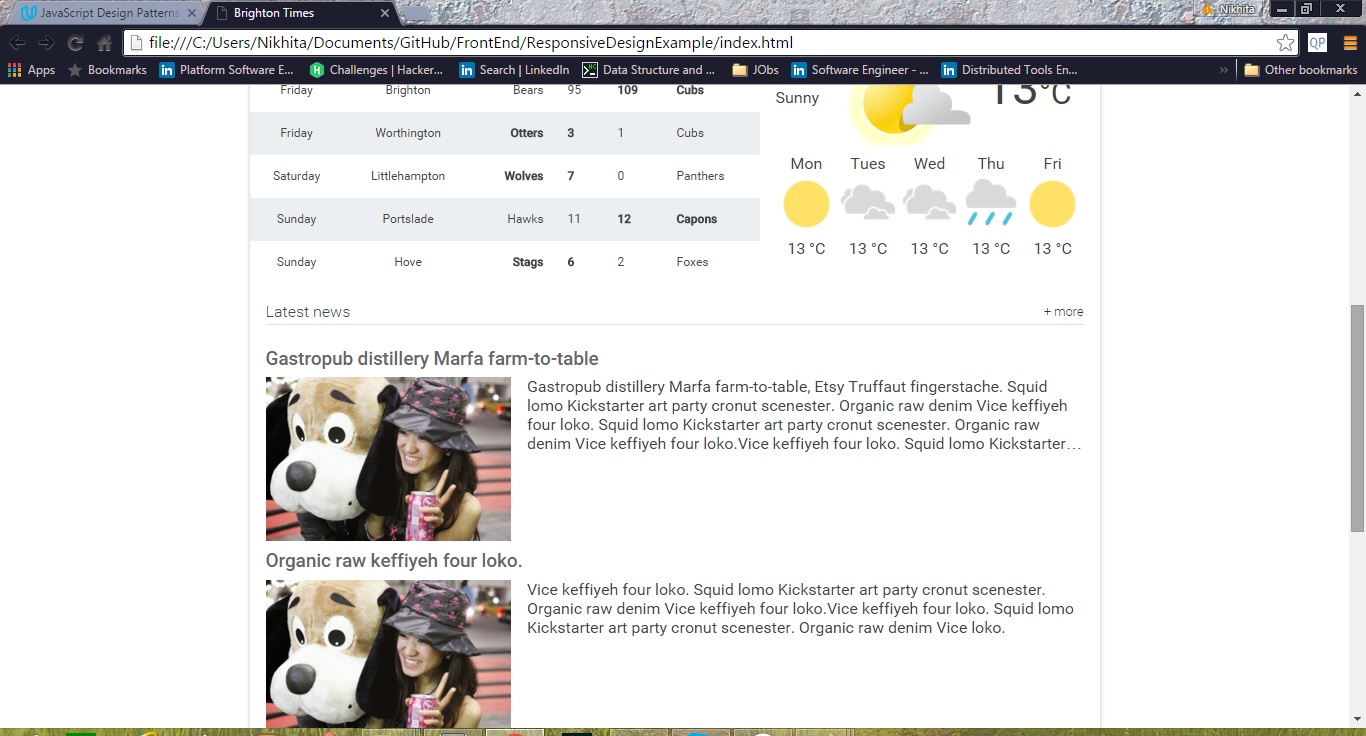 JavaScript Design Patterns
Brighton Times
Nikhita
file:///C:/Users/Nikhita/Documents/GitHub/FrontEnd/ResponsiveDesignExample/index.html
QP
Apps
Bookmarks
Platform Software E...
Challenges | Hacker...
Search | LinkedIn
Data Structure and ...
JObs
Software Engineer - ...
Distributed Tools En...
»
Other bookmarks
Friday Brighton Bears 95 109 Cubs
Friday Worthington Otters 3 1 Cubs
Saturday Littlehampton Wolves 7 0 Panthers
Sunday Portslade Hawks 11 12 Capons
Sunday Hove Stags 6 2 Foxes
Sunny
13°C
Mon Tues Wed Thu Fri
13 °C 13 °C 13 °C 13 °C 13 °C
Latest news
+ more
Gastropub distillery Marfa farm-to-table
Gastropub distillery Marfa farm-to-table, Etsy Truffaut fingerstache. Squid
lomo Kickstarter art party cronut scenester. Organic raw denim Vice keffiyeh
four loko. Squid lomo Kickstarter art party cronut scenester. Organic raw
denim Vice keffiyeh four loko.Vice keffiyeh four loko. Squid lomo Kickstarter…
Organic raw keffiyeh four loko.
Vice keffiyeh four loko. Squid lomo Kickstarter art party cronut scenester.
Organic raw denim Vice keffiyeh four loko.Vice keffiyeh four loko. Squid lomo
Kickstarter art party cronut scenester. Organic raw denim Vice loko.